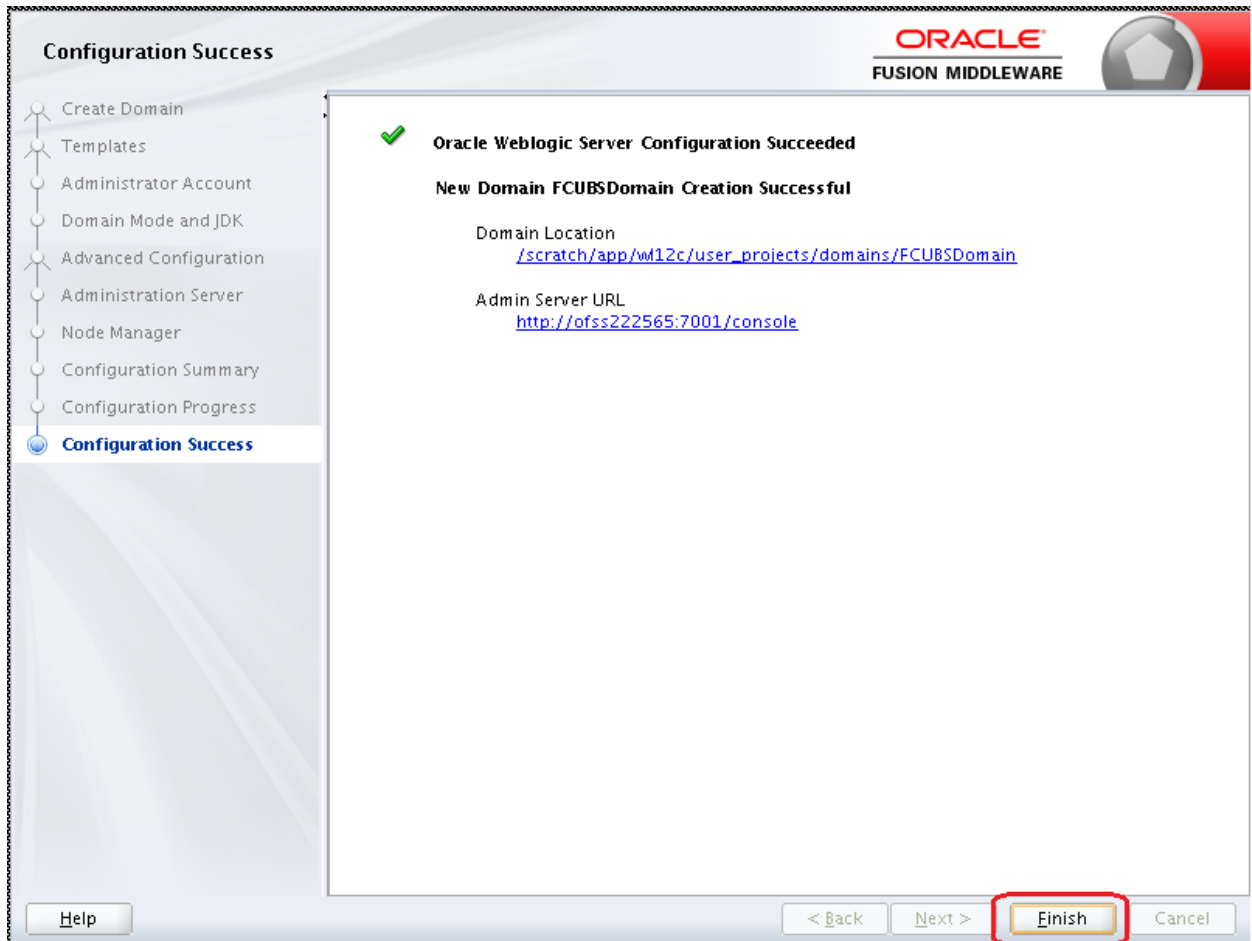 Configuration Success
ORACLE
FUSION MIDDLEWARE
Create Domain
Templates
Administrator Account
Domain Mode and JDK
Advanced Configuration
Administration Server
Node Manager
Configuration Summary
Configuration Progress
Configuration Success
Oracle Weblogic Server Configuration Succeeded
New Domain FCUBSDomain Creation Successful
Domain Location
/scratch/app/wl12c/user_projects/domains/FCUBSDomain
Admin Server URL
http://ofss222565:7001/console
Help
< Back
Next >
Finish
Cancel